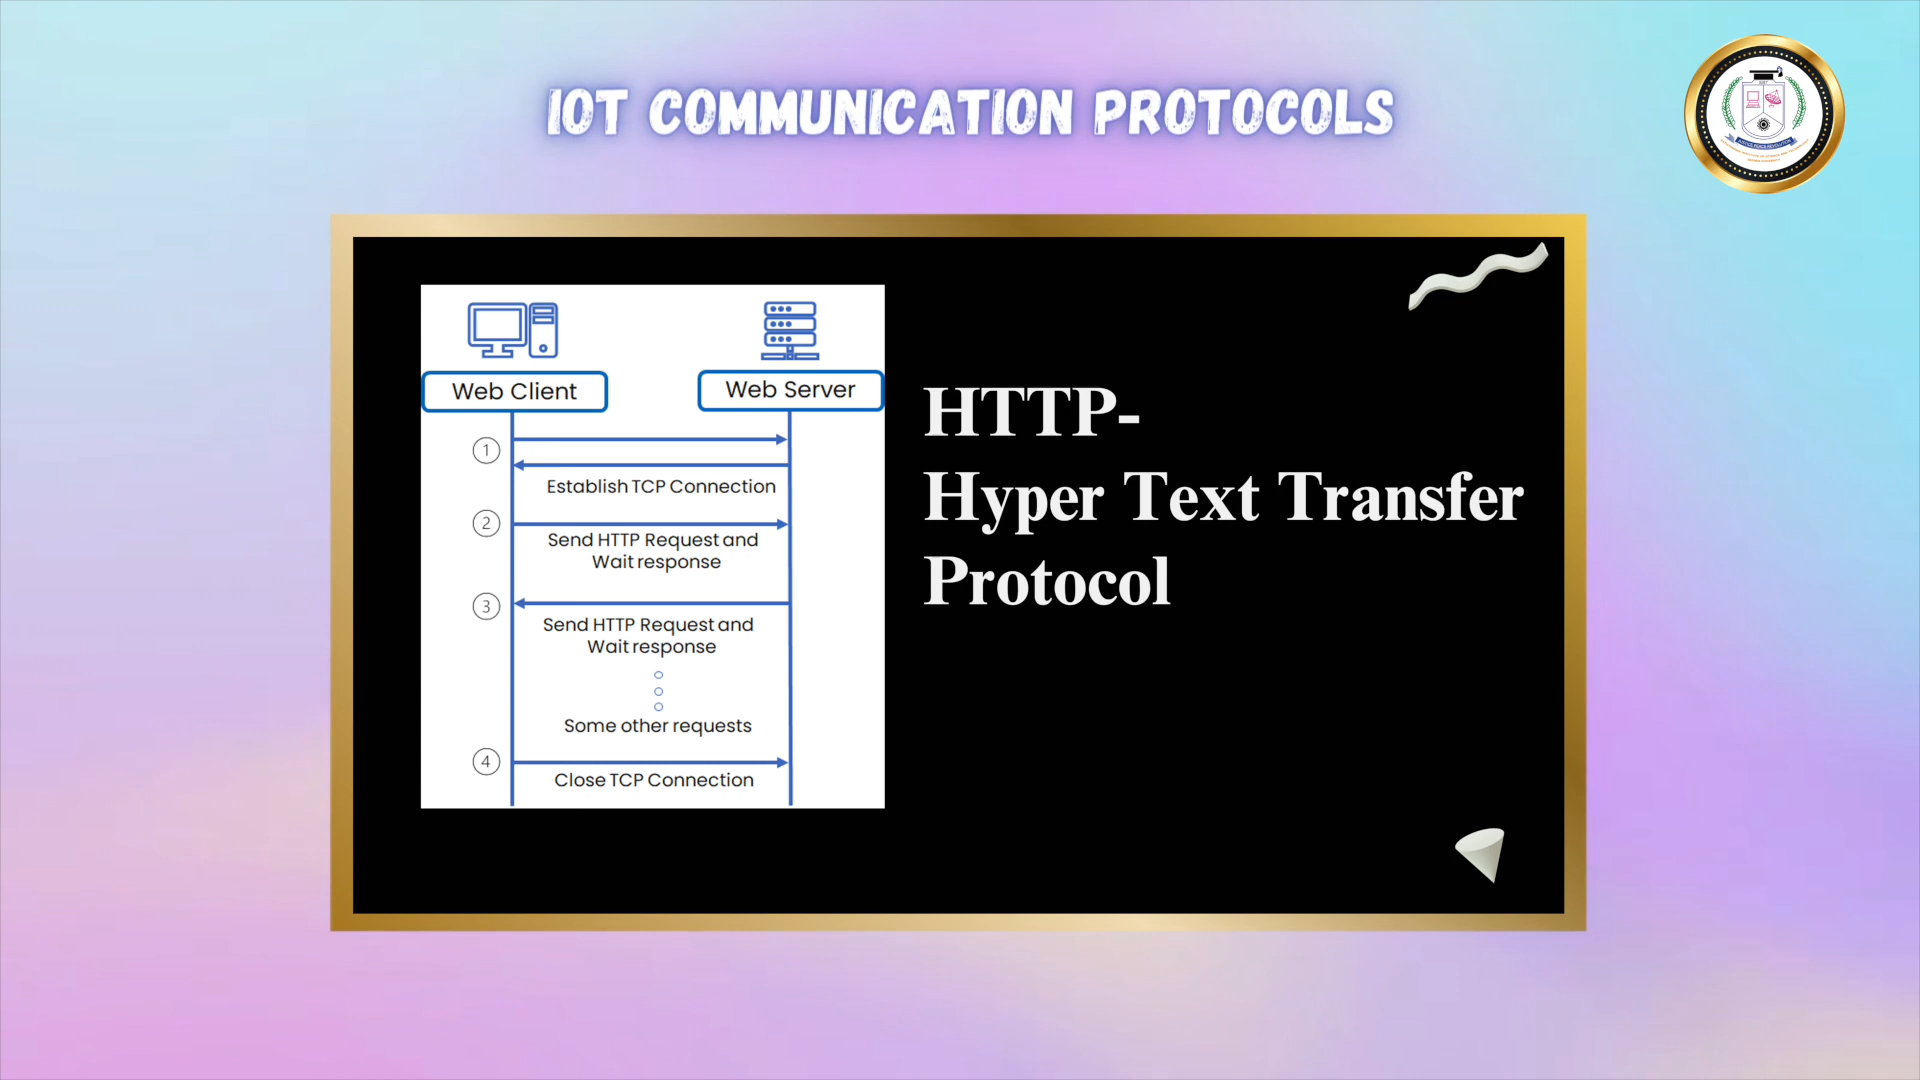 IOT COMMUNICATION PROTOCOLS
Web Client
Web Server
1
Establish TCP Connection
2
Send HTTP Request and
Wait response
3
Send HTTP Request and
Wait response
Some other requests
4
Close TCP Connection
HTTP-
Hyper Text Transfer
Protocol